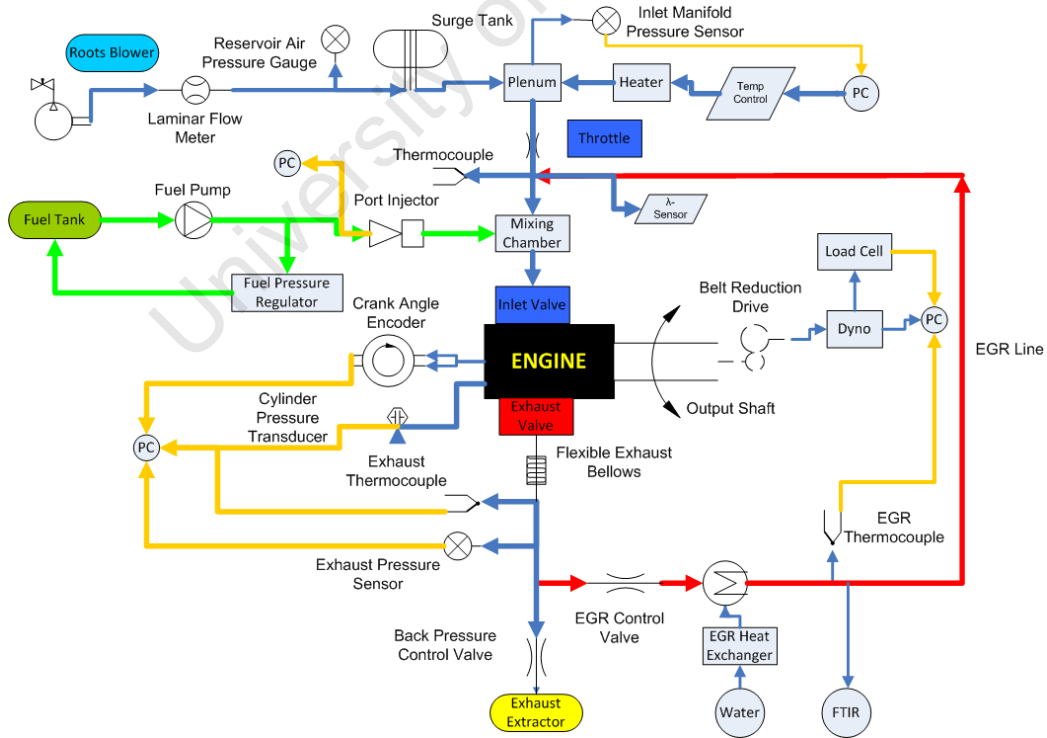 Surge Tank
Inlet Manifold
Pressure Sensor
Roots Blower
Reservoir Air
Pressure Gauge
Plenum
Heater
Temp
Control
PC
Laminar Flow
Meter
Throttle
Thermocouple
PC
λ-
Sensor
Fuel Pump
Port Injector
Fuel Tank
Mixing
Chamber
Load Cell
Fuel Pressure
Regulator
Inlet Valve
Belt Reduction
Drive
Crank Angle
Encoder
Dyno
PC
ENGINE
EGR Line
Cylinder
Pressure
Transducer
Exhaust
Valve
Output Shaft
PC
Flexible Exhaust
Bellows
Exhaust
Thermocouple
EGR
Thermocouple
Exhaust Pressure
Sensor
EGR Control
Valve
Back Pressure
Control Valve
EGR Heat
Exchanger
Exhaust
Extractor
Water
FTIR
University of